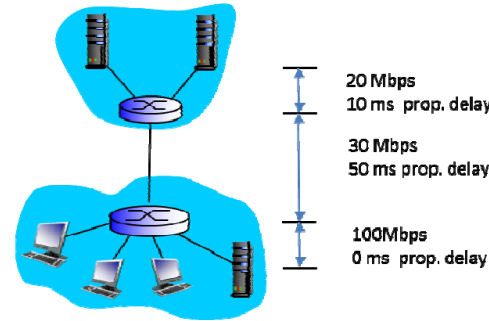 20 Mbps
10 ms prop. delay
30 Mbps
50 ms prop. delay
100Mbps
0 ms prop. delay